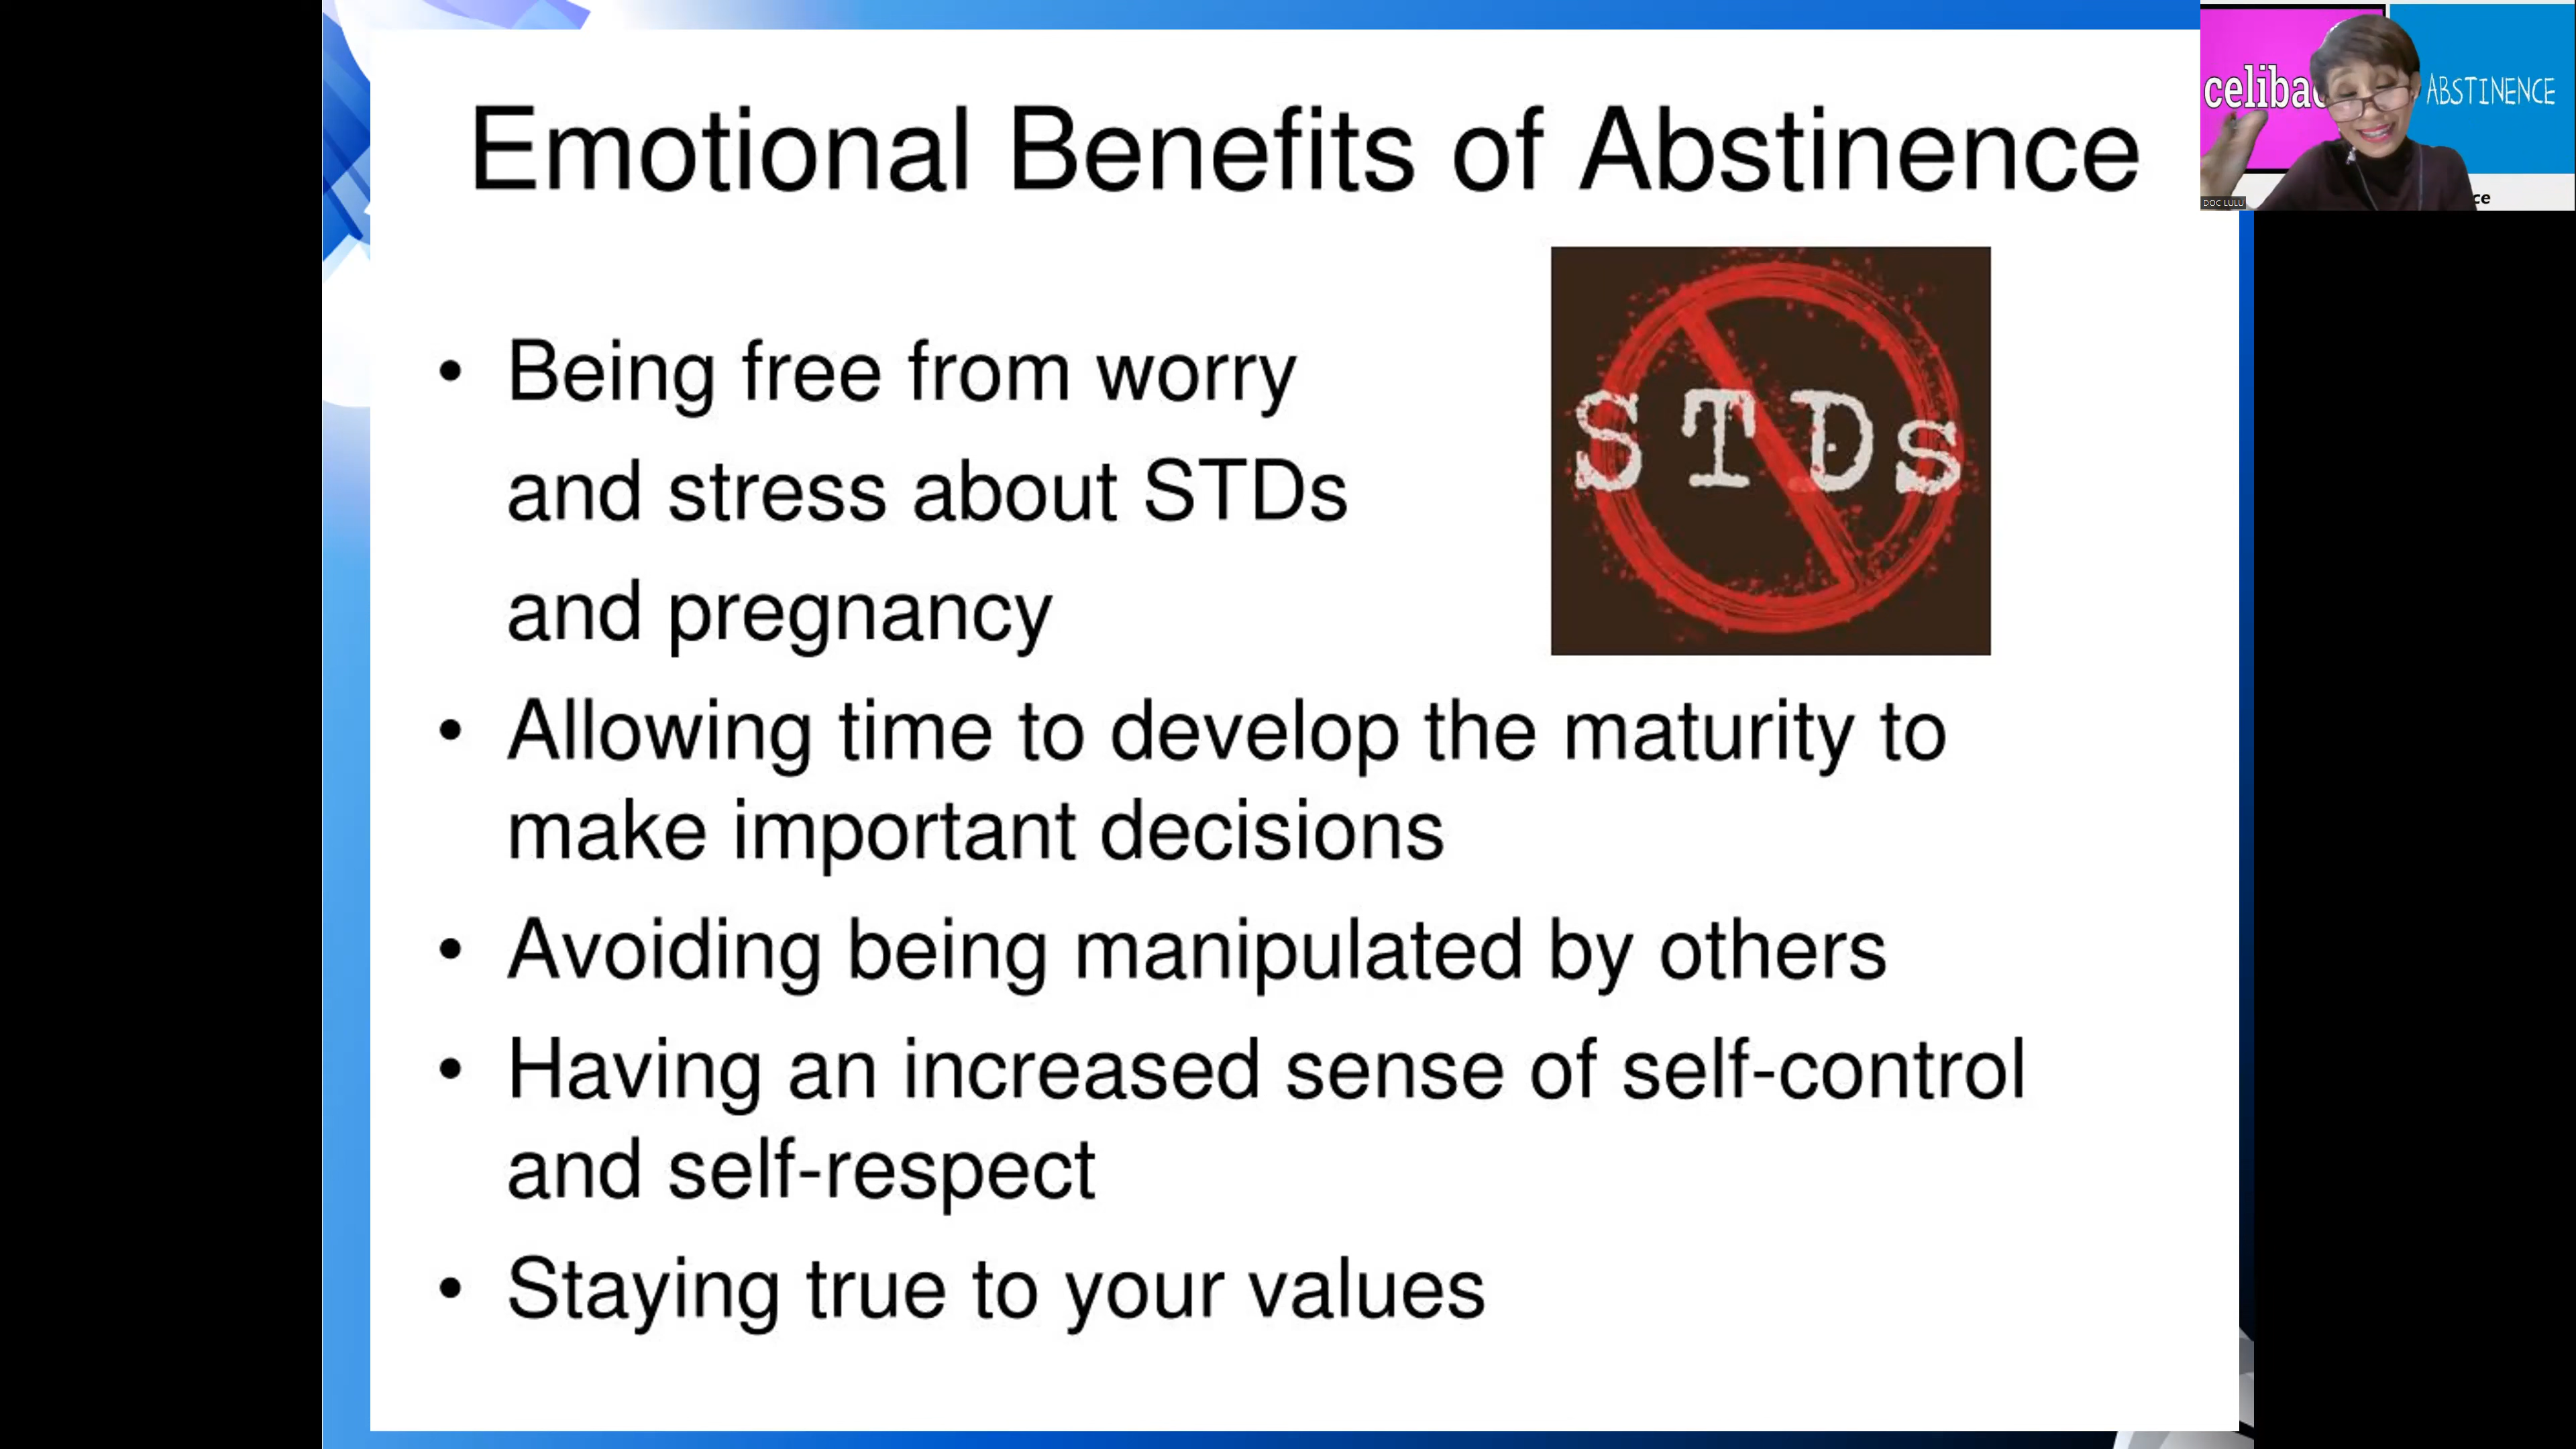 Emotional Benefits of Abstinence
STDs
• Being free from worry
and stress about STDs
and pregnancy
• Allowing time to develop the maturity to
make important decisions
• Avoiding being manipulated by others
• Having an increased sense of self-control
and self-respect
• Staying true to your values
ABSTINENCE
DOC LULU